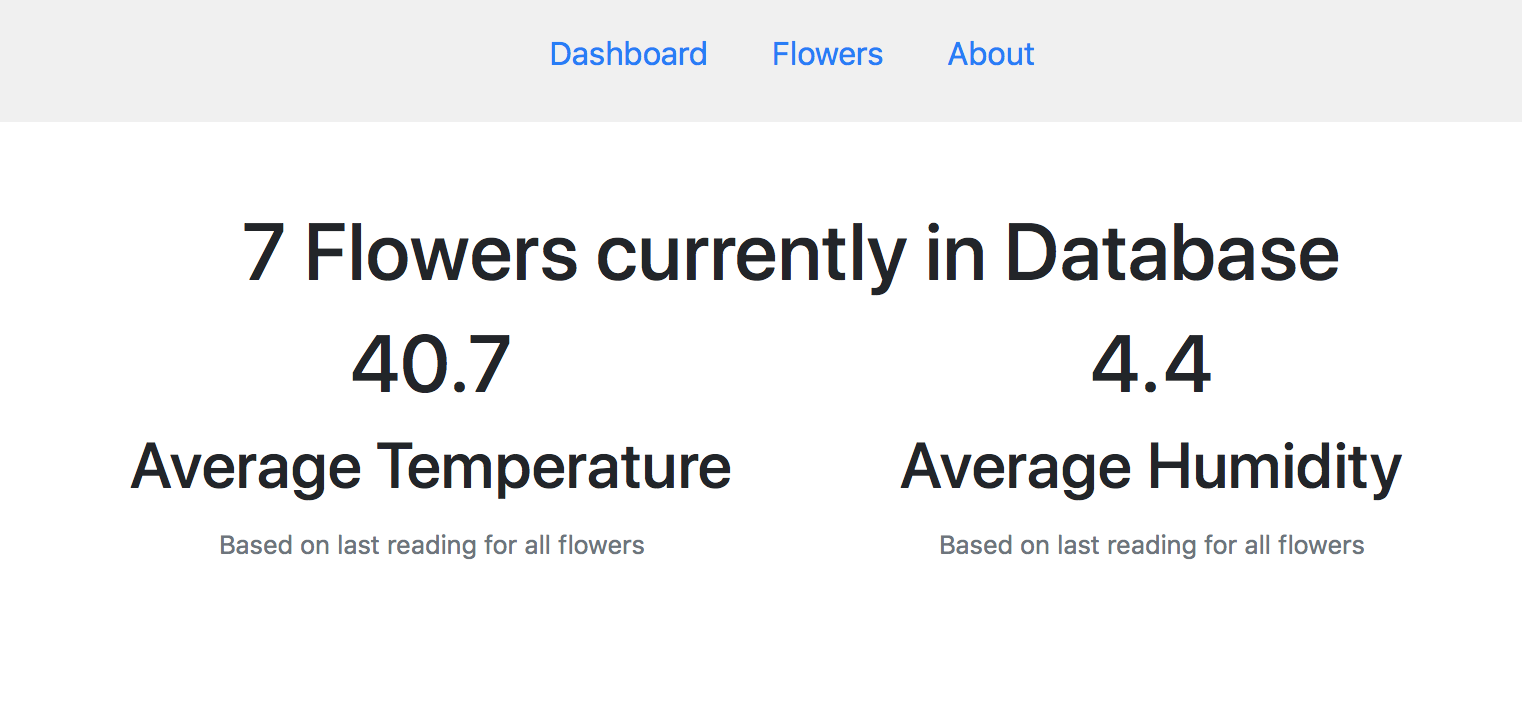 Dashboard Flowers About
7 Flowers currently in Database
40.7 4.4
Average Temperature Average Humidity
Based on last reading for all flowers Based on last reading for all flowers